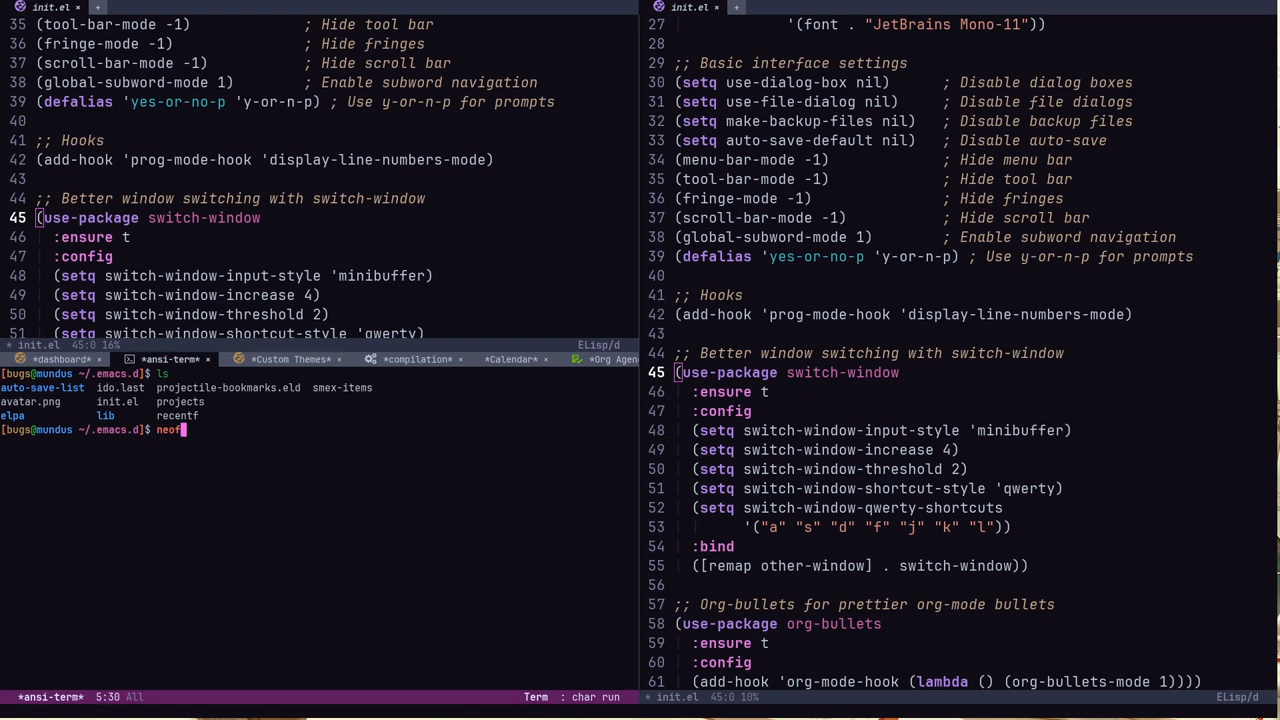 init.el × +
35 (tool-bar-mode -1) ; Hide tool bar
36 (fringe-mode -1) ; Hide fringes
37 (scroll-bar-mode -1) ; Hide scroll bar
38 (global-subword-mode 1) ; Enable subword navigation
39 (defalias 'yes-or-no-p 'y-or-n-p) ; Use y-or-n-p for prompts
40
41 ;; Hooks
42 (add-hook 'prog-mode-hook 'display-line-numbers-mode)
43
44 ;; Better window switching with switch-window
45 (use-package switch-window
46 :ensure t
47 :config
48 (setq switch-window-input-style 'minibuffer)
49 (setq switch-window-increase 4)
50 (setq switch-window-threshold 2)
51 (setq switch-window-shortcut-style 'qwerty)
init.el 45:0 16% ELisp/d
*dashboard* × *ansi-term* × *Custom Themes* × *compilation* × *Calendar* × *Org Agen
[bugs@mundus ~/.emacs.d]$ ls
auto-save-list ido.last projectile-bookmarks.eld smex-items
avatar.png init.el projects
elpa lib recentf
[bugs@mundus ~/.emacs.d]$ neof
*ansi-term* 5:30 All Term : char run
init.el × +
27 '(font . "JetBrains Mono-11"))
28
29 ;; Basic interface settings
30 (setq use-dialog-box nil) ; Disable dialog boxes
31 (setq use-file-dialog nil) ; Disable file dialogs
32 (setq make-backup-files nil) ; Disable backup files
33 (setq auto-save-default nil) ; Disable auto-save
34 (menu-bar-mode -1) ; Hide menu bar
35 (tool-bar-mode -1) ; Hide tool bar
36 (fringe-mode -1) ; Hide fringes
37 (scroll-bar-mode -1) ; Hide scroll bar
38 (global-subword-mode 1) ; Enable subword navigation
39 (defalias 'yes-or-no-p 'y-or-n-p) ; Use y-or-n-p for prompts
40
41 ;; Hooks
42 (add-hook 'prog-mode-hook 'display-line-numbers-mode)
43
44 ;; Better window switching with switch-window
45 (use-package switch-window
46 :ensure t
47 :config
48 (setq switch-window-input-style 'minibuffer)
49 (setq switch-window-increase 4)
50 (setq switch-window-threshold 2)
51 (setq switch-window-shortcut-style 'qwerty)
52 (setq switch-window-qwerty-shortcuts
53 '("a" "s" "d" "f" "j" "k" "l"))
54 :bind
55 ([remap other-window] . switch-window))
56
57 ;; Org-bullets for prettier org-mode bullets
58 (use-package org-bullets
59 :ensure t
60 :config
61 (add-hook 'org-mode-hook (lambda () (org-bullets-mode 1))))
init.el 45:0 10% ELisp/d